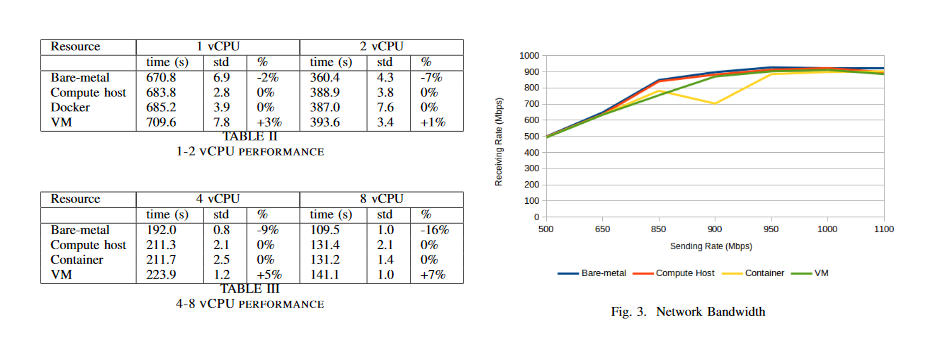 Resource 1 vCPU 2 vCPU
time (s) std % time (s) std %
Bare-metal 670.8 6.9 -2% 360.4 4.3 -7%
Compute host 683.8 2.8 0% 388.9 3.8 0%
Docker 685.2 3.9 0% 387.0 7.6 0%
VM 709.6 7.8 +3% 393.6 3.4 +1%
TABLE II
1-2 VCPU PERFORMANCE
Resource 4 vCPU 8 vCPU
time (s) std % time (s) std %
Bare-metal 192.0 0.8 -9% 109.5 1.0 -16%
Compute host 211.3 2.1 0% 131.4 2.1 0%
Container 211.7 2.5 0% 131.2 1.4 0%
VM 223.9 1.2 +5% 141.1 1.0 +7%
TABLE III
4-8 VCPU PERFORMANCE
Receiving Rate (Mbps)
1000
900
800
700
600
500
400
300
200
100
0
500 650 850 900 950 1000 1100
Sending Rate (Mbps)
Bare-metal Compute Host Container VM
Fig. 3. Network Bandwidth